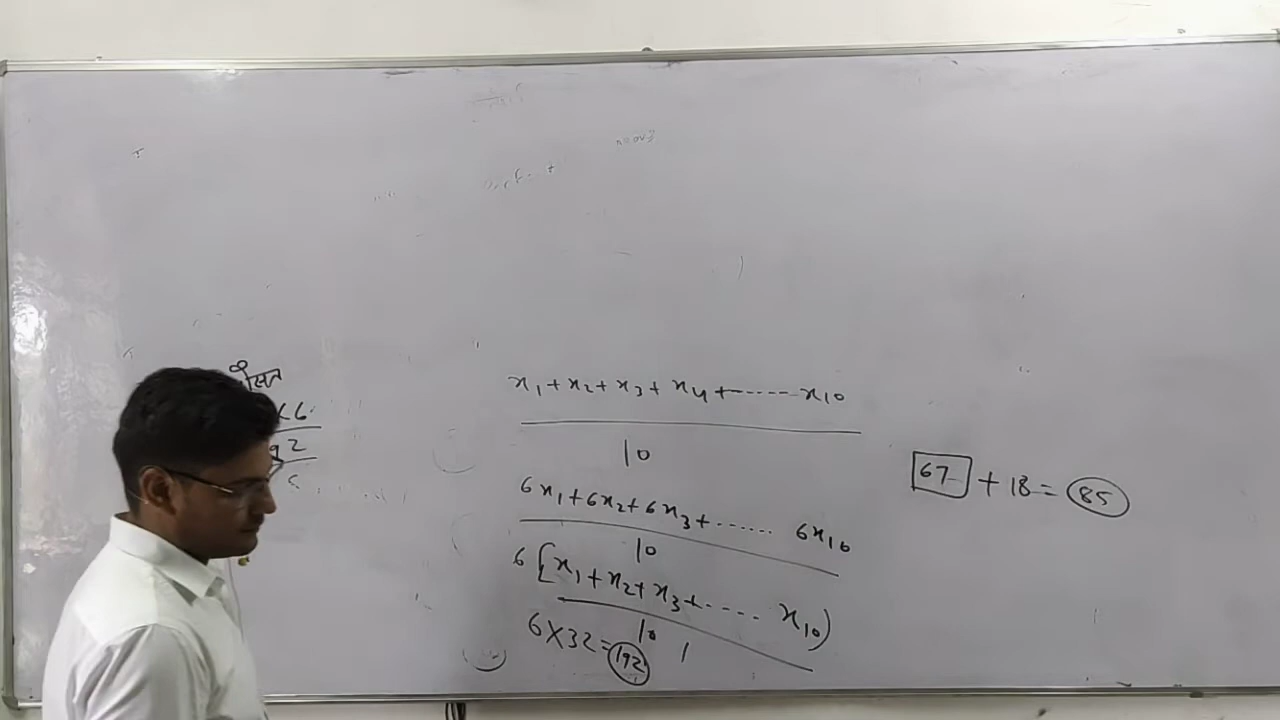 x₁+x₂+x₃+x₄+-----x₁₀
10
6x₁+6x₂+6x₃+...... 6x₁₀
10
6[x₁+x₂+x₃+.... x₁₀)
10
6×32=192
67 + 18 = 85